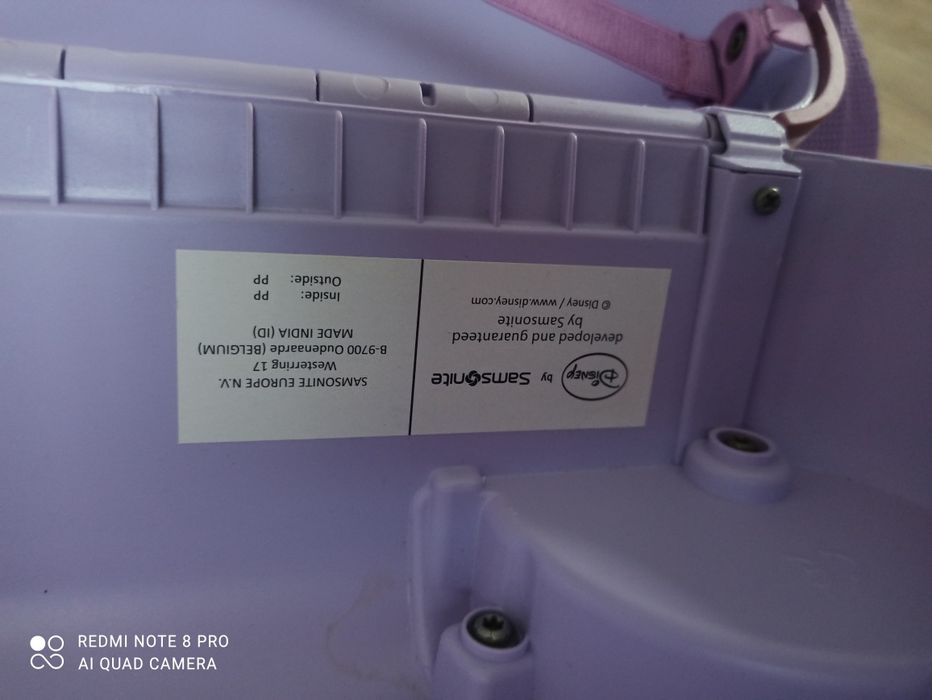 Disney by Samsonite
developed and guaranteed
by Samsonite
© Disney / www.disney.com
SAMSONITE EUROPE N.V.
Westerring 17
B-9700 Oudenaarde (BELGIUM)
MADE INDIA (ID)
Inside: PP
Outside: PP
REDMI NOTE 8 PRO
AI QUAD CAMERA